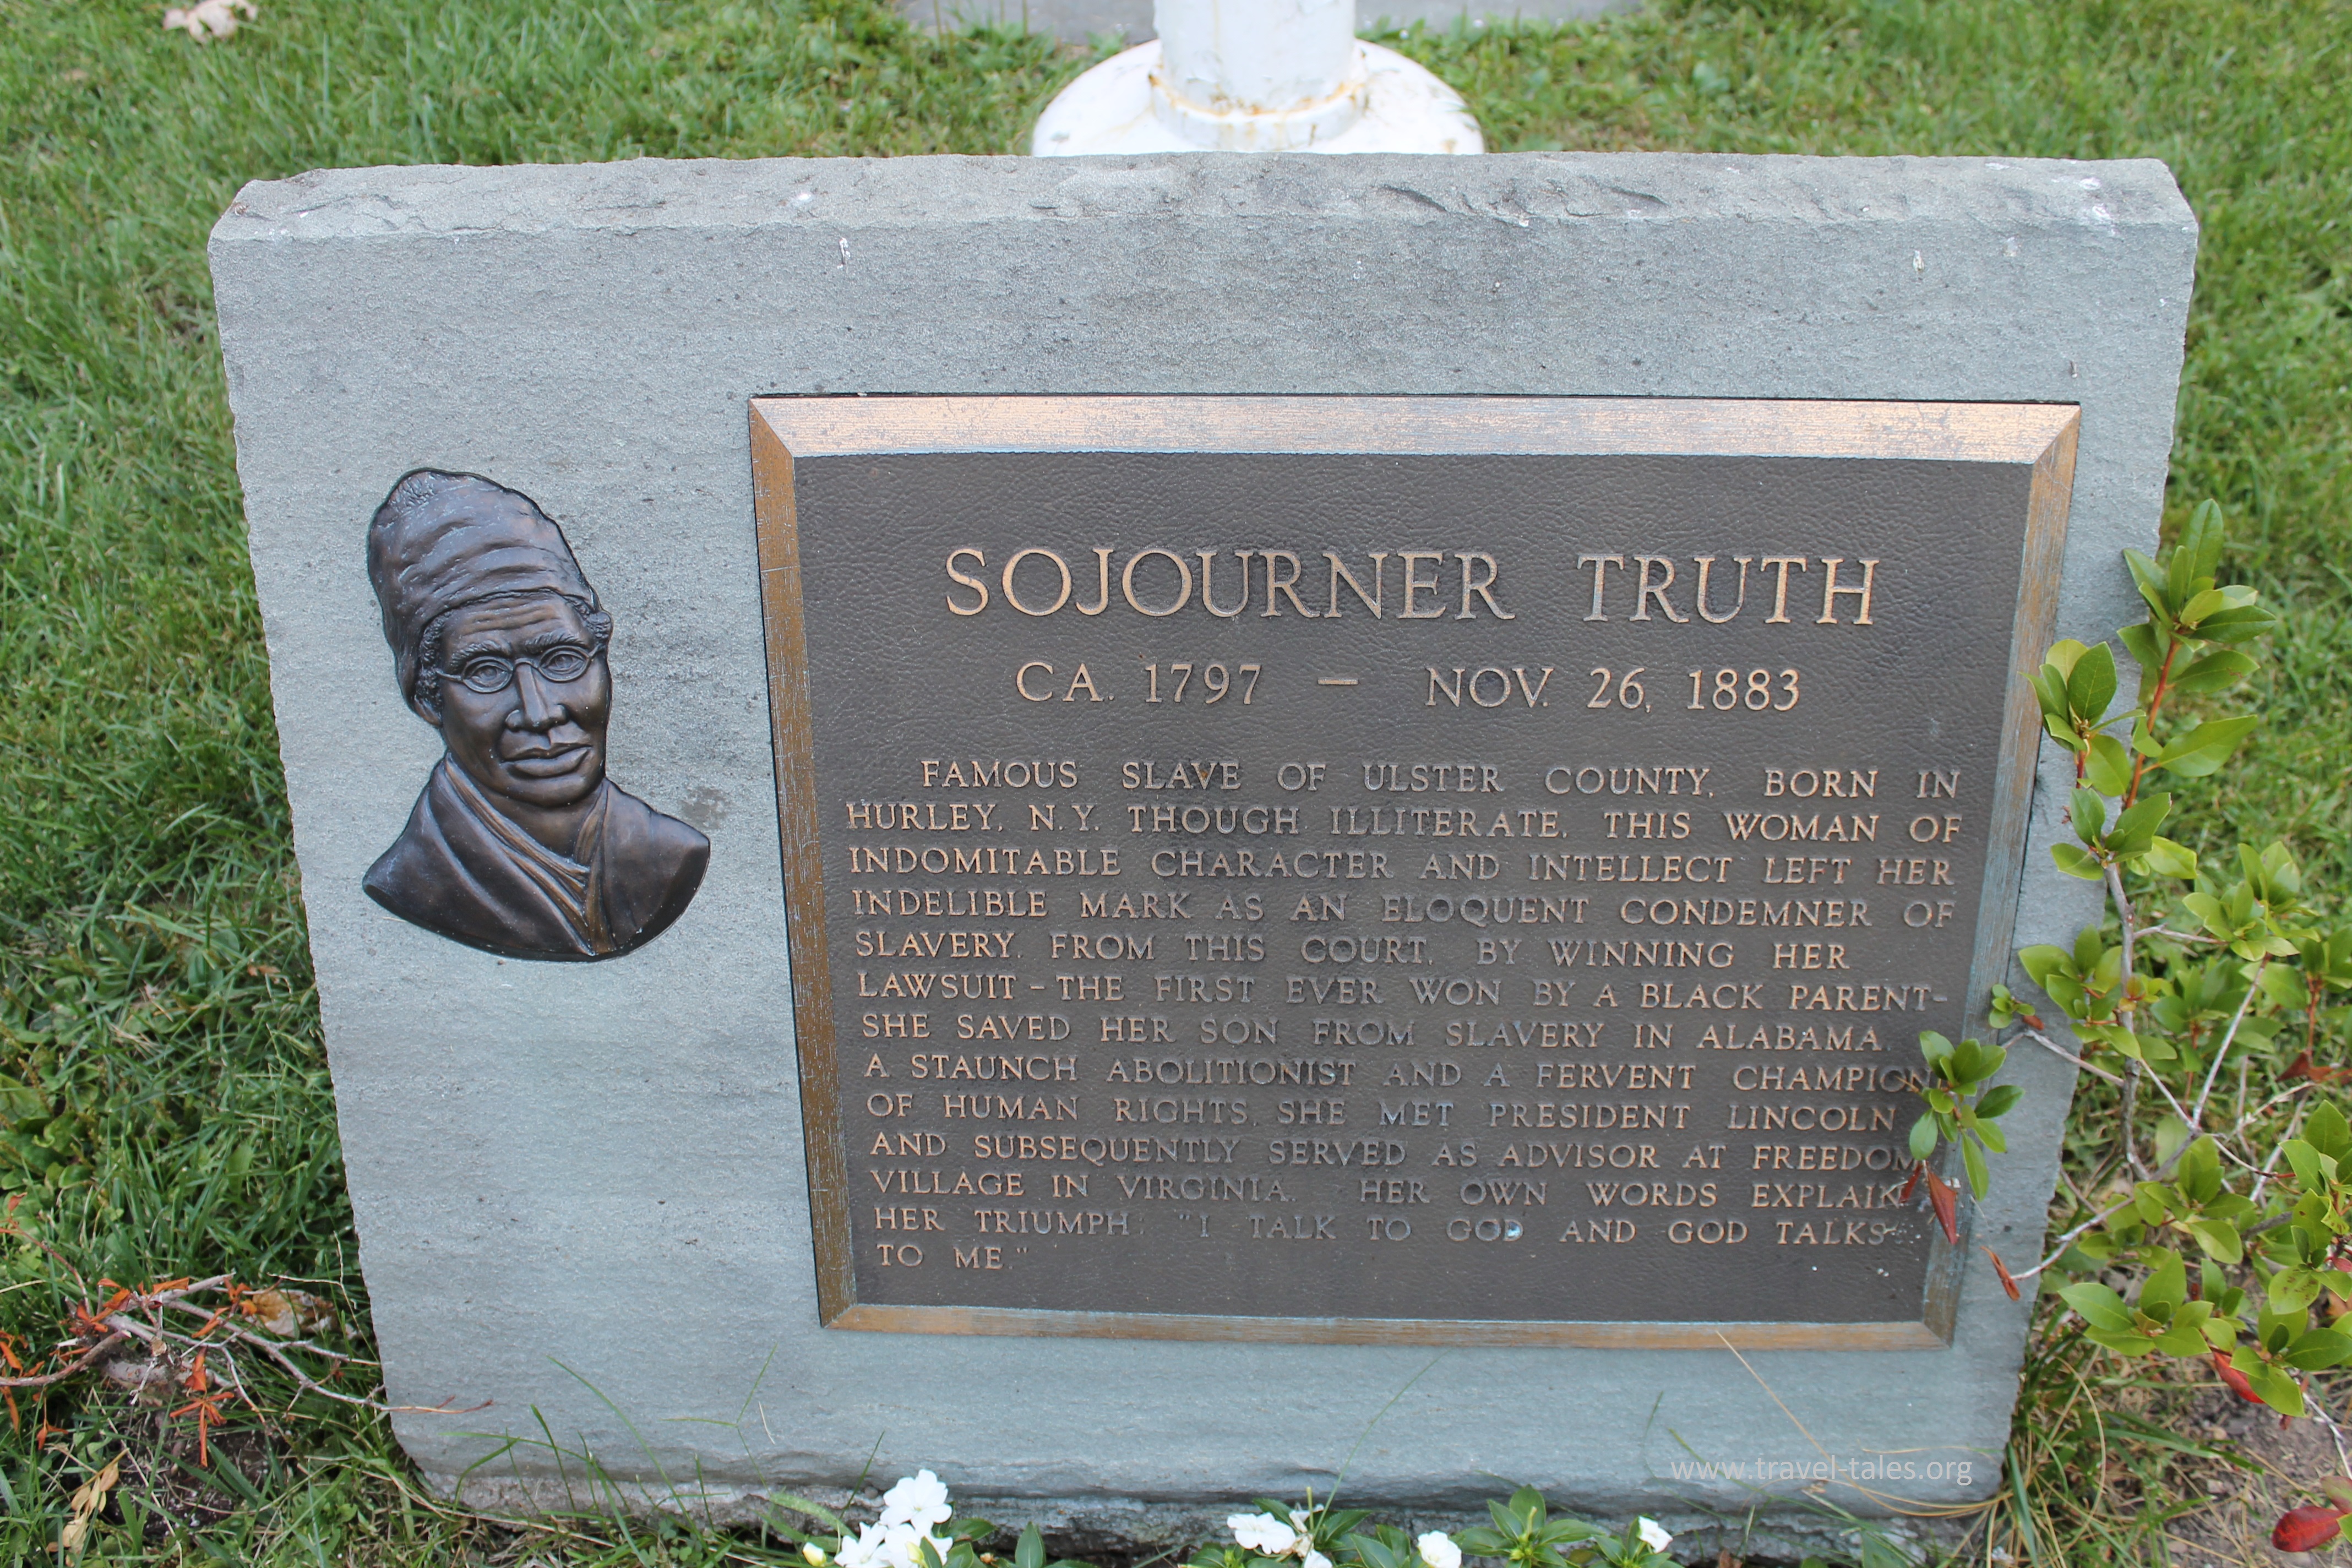 SOJOURNER TRUTH
CA. 1797 – NOV. 26, 1883
FAMOUS SLAVE OF ULSTER COUNTY, BORN IN
HURLEY, N.Y. THOUGH ILLITERATE, THIS WOMAN OF
INDOMITABLE CHARACTER AND INTELLECT LEFT HER
INDELIBLE MARK AS AN ELOQUENT CONDEMNER OF
SLAVERY. FROM THIS COURT, BY WINNING HER
LAWSUIT – THE FIRST EVER WON BY A BLACK PARENT–
SHE SAVED HER SON FROM SLAVERY IN ALABAMA.
A STAUNCH ABOLITIONIST AND A FERVENT CHAMPION
OF HUMAN RIGHTS, SHE MET PRESIDENT LINCOLN
AND SUBSEQUENTLY SERVED AS ADVISOR AT FREEDOM
VILLAGE IN VIRGINIA. HER OWN WORDS EXPLAIN
HER TRIUMPH: "I TALK TO GOD AND GOD TALKS
TO ME."
www.travel-tales.org